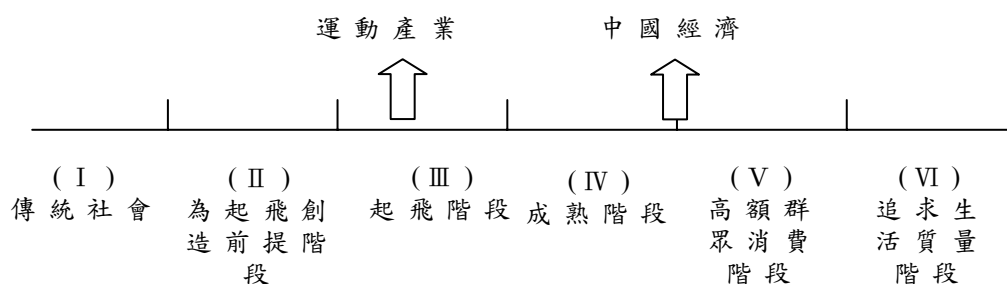 運動產業 中國經濟
(Ⅰ) (Ⅱ) (Ⅲ) (Ⅳ) (Ⅴ) (Ⅵ)
傳統社會 為起飛創 起飛階段 成熟階段 高額群 追求生
造前提階 眾消費 活質量
段 階段 階段